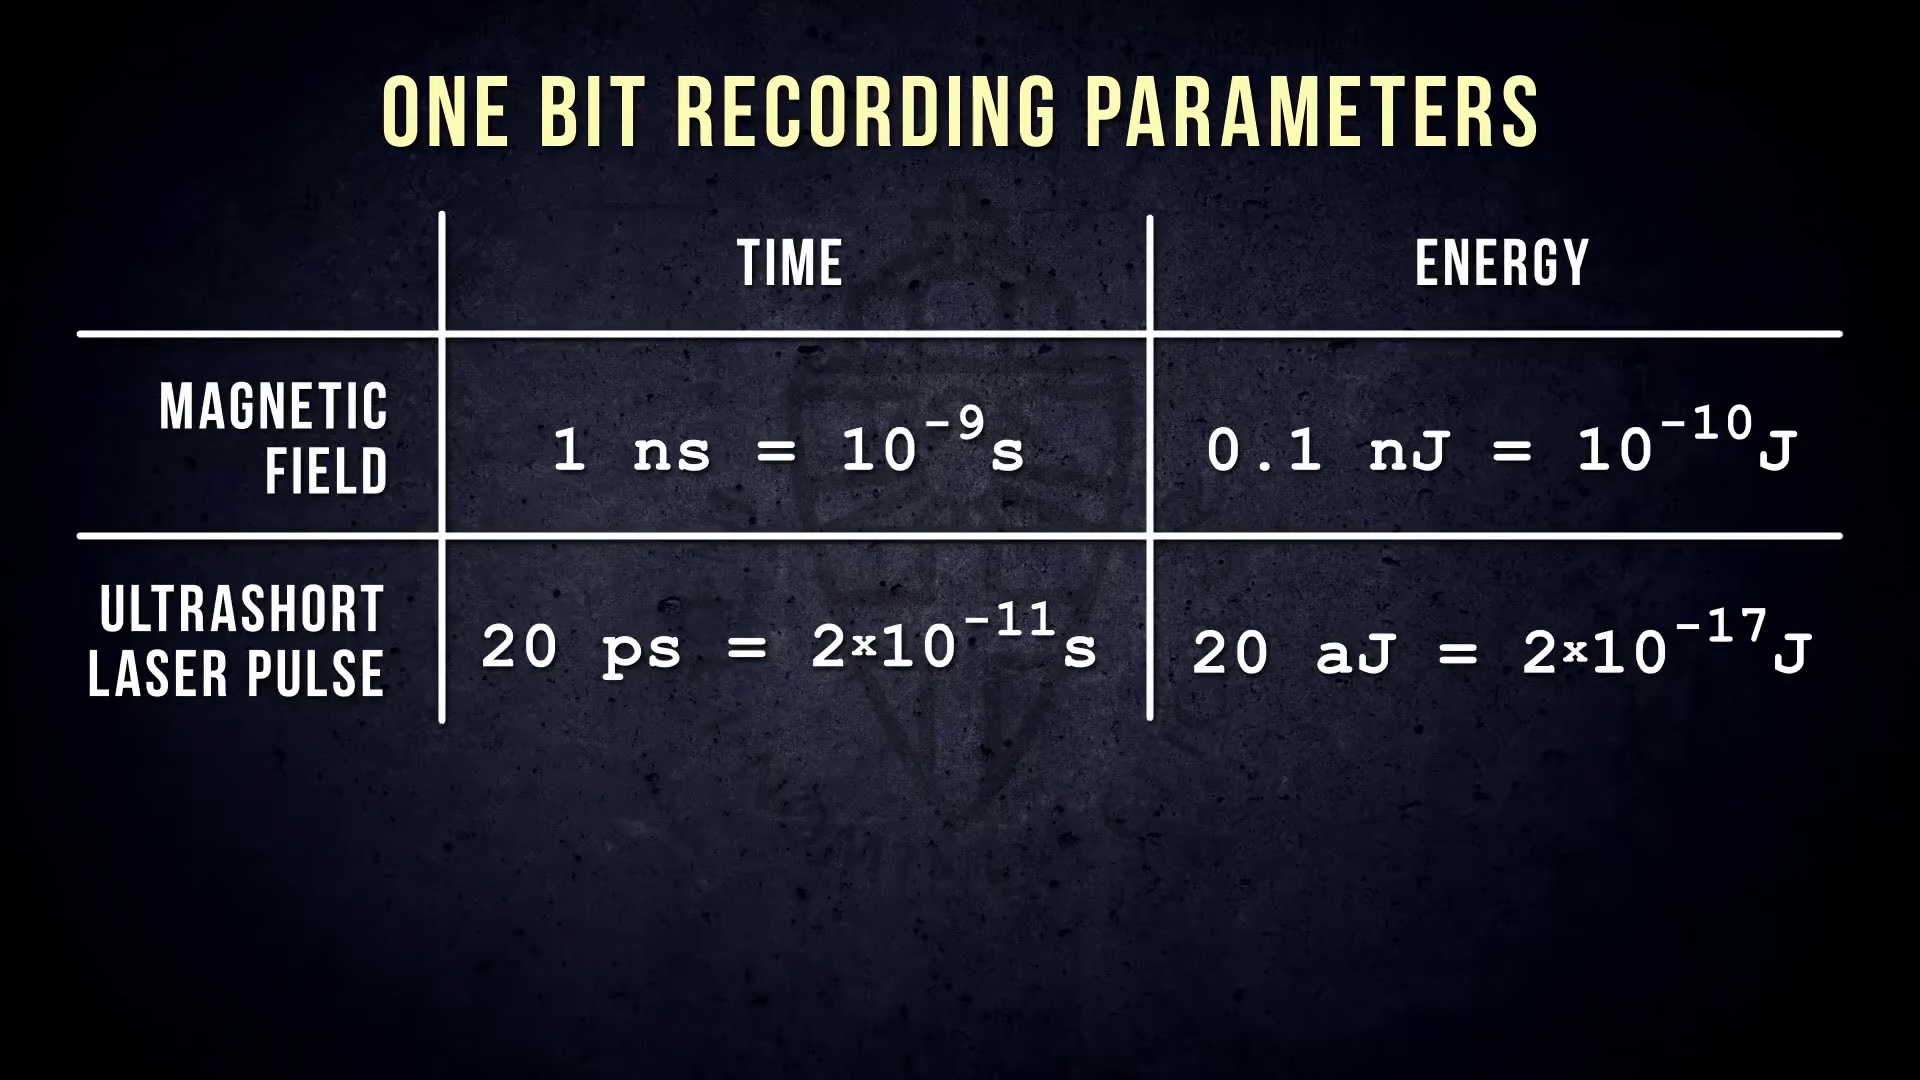 ONE BIT RECORDING PARAMETERS
TIME
ENERGY
MAGNETIC
FIELD
1 ns = 10⁻⁹s
0.1 nJ = 10⁻¹⁰J
ULTRASHORT
LASER PULSE
20 ps = 2×10⁻¹¹s
20 aJ = 2×10⁻¹⁷J